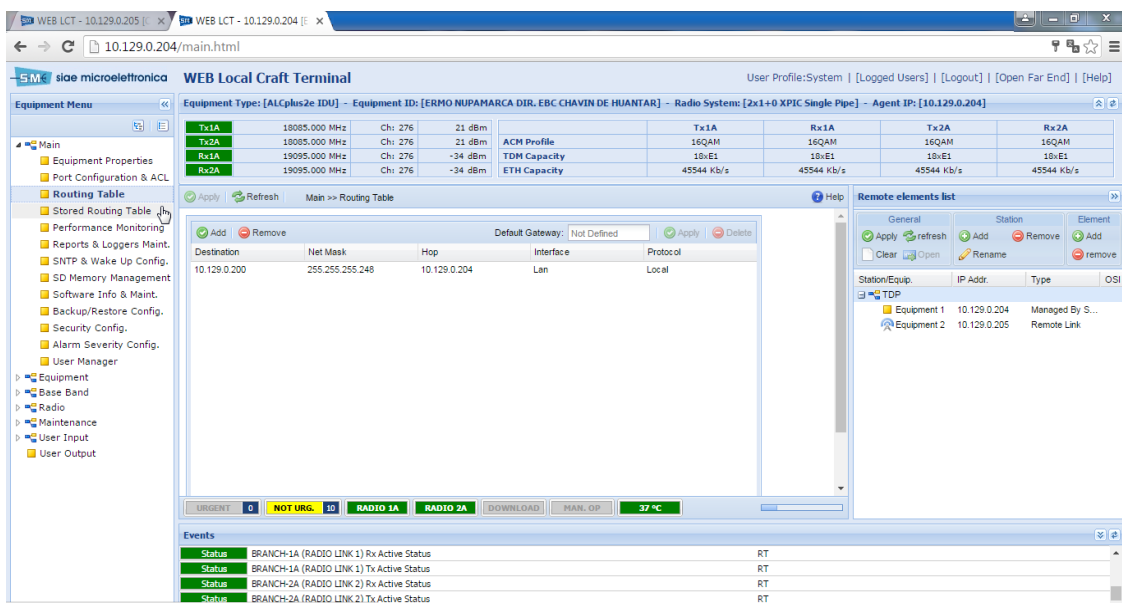 WEB LCT - 10.129.0.205 [
WEB LCT - 10.129.0.204 [E
10.129.0.204/main.html
siae microelettronica WEB Local Craft Terminal
User Profile:System | [Logged Users] | [Logout] | [Open Far End] | [Help]
Equipment Menu
Equipment Type: [ALCplus2e IDU] - Equipment ID: [ERMO NUPAMARCA DIR. EBC CHAVIN DE HUANTAR] - Radio System: [2x1+0 XPIC Single Pipe] - Agent IP: [10.129.0.204]
Tx1A 18085.000 MHz Ch: 276 21 dBm Tx1A Rx1A Tx2A Rx2A
Tx2A 18085.000 MHz Ch: 276 21 dBm ACM Profile 16QAM 16QAM 16QAM 16QAM
Rx1A 19095.000 MHz Ch: 276 -34 dBm TDM Capacity 18xE1 18xE1 18xE1 18xE1
Rx2A 19095.000 MHz Ch: 276 -34 dBm ETH Capacity 45544 Kb/s 45544 Kb/s 45544 Kb/s 45544 Kb/s
Main
Equipment Properties
Port Configuration & ACL
Routing Table
Stored Routing Table
Performance Monitoring
Reports & Loggers Maint.
SNTP & Wake Up Config.
SD Memory Management
Software Info & Maint.
Backup/Restore Config.
Security Config.
Alarm Severity Config.
User Manager
Equipment
Base Band
Radio
Maintenance
User Input
User Output
Apply Refresh Main >> Routing Table Help
Add Remove Default Gateway: Not Defined Apply Delete
Destination Net Mask Hop Interface Protocol
10.129.0.200 255.255.255.248 10.129.0.204 Lan Local
Remote elements list
General Station Element
Apply refresh Add Remove Add
Clear Open Rename remove
Station/Equip. IP Addr. Type OSI
TDP
Equipment 1 10.129.0.204 Managed By S...
Equipment 2 10.129.0.205 Remote Link
URGENT 0 NOT URG. 10 RADIO 1A RADIO 2A DOWNLOAD MAN. OP 37 ºC
Events
Status BRANCH-1A (RADIO LINK 1) Rx Active Status RT
Status BRANCH-1A (RADIO LINK 1) Tx Active Status RT
Status BRANCH-2A (RADIO LINK 2) Rx Active Status RT
Status BRANCH-2A (RADIO LINK 2) Tx Active Status RT